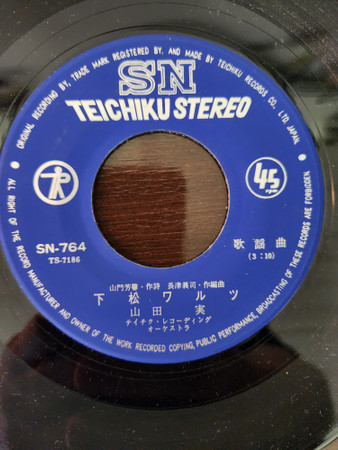 ORIGINAL RECORDING BY, TRADE MARK REGISTERED BY, AND MADE BY TEICHIKU RECORDS CO., LTD. JAPAN
SN
TEICHIKU STEREO
45
rpm
SN-764
TS-7186
歌謡曲
(3:10)
山門芳馨・作詩 長津義司・作編曲
下松ワルツ
山田実
テイチク・レコーディング
オーケストラ
ALL RIGHT OF THE RECORD MANUFACTURER AND OWNER OF THE WORK RECORDED COPYING, PUBLIC PERFORMANCE, BROADCASTING OF THESE RECORDS ARE FORBIDDEN